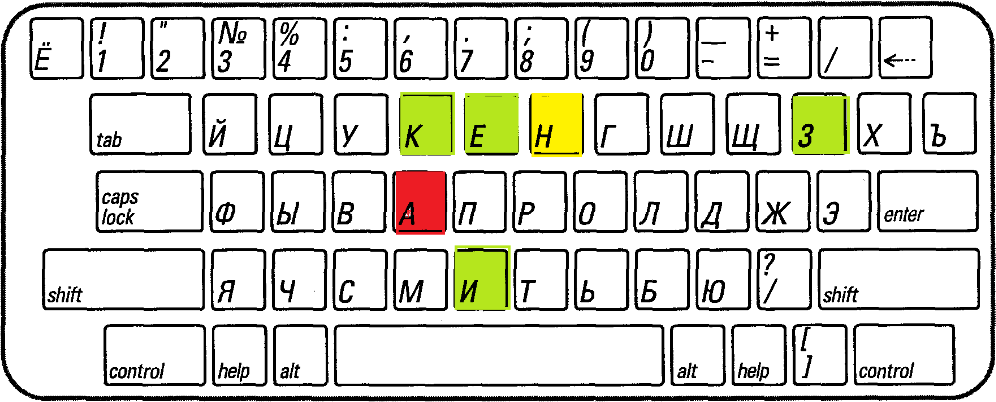 Ё ! 1 " 2 № 3 % 4 : 5 , 6 . 7 ; 8 ( 9 ) 0 — - + = / <---
tab Й Ц У К Е Н Г Ш Щ З Х Ъ
caps lock Ф Ы В А П Р О Л Д Ж Э enter
shift Я Ч С М И Т Ь Б Ю ? / shift
control help alt alt help [ ] control